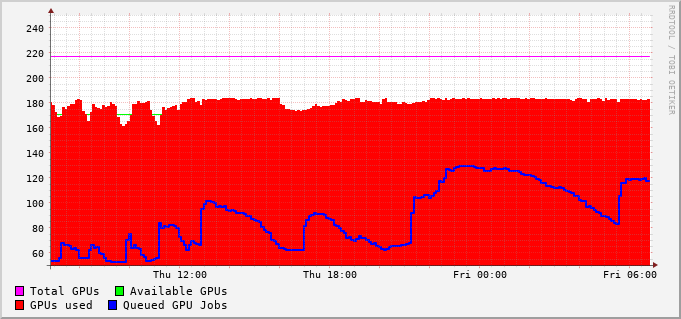 RRDTOOL / TOBI OETIKER
240
220
200
180
160
140
120
100
80
60
Thu 12:00 Thu 18:00 Fri 00:00 Fri 06:00
Total GPUs Available GPUs
GPUs used Queued GPU Jobs